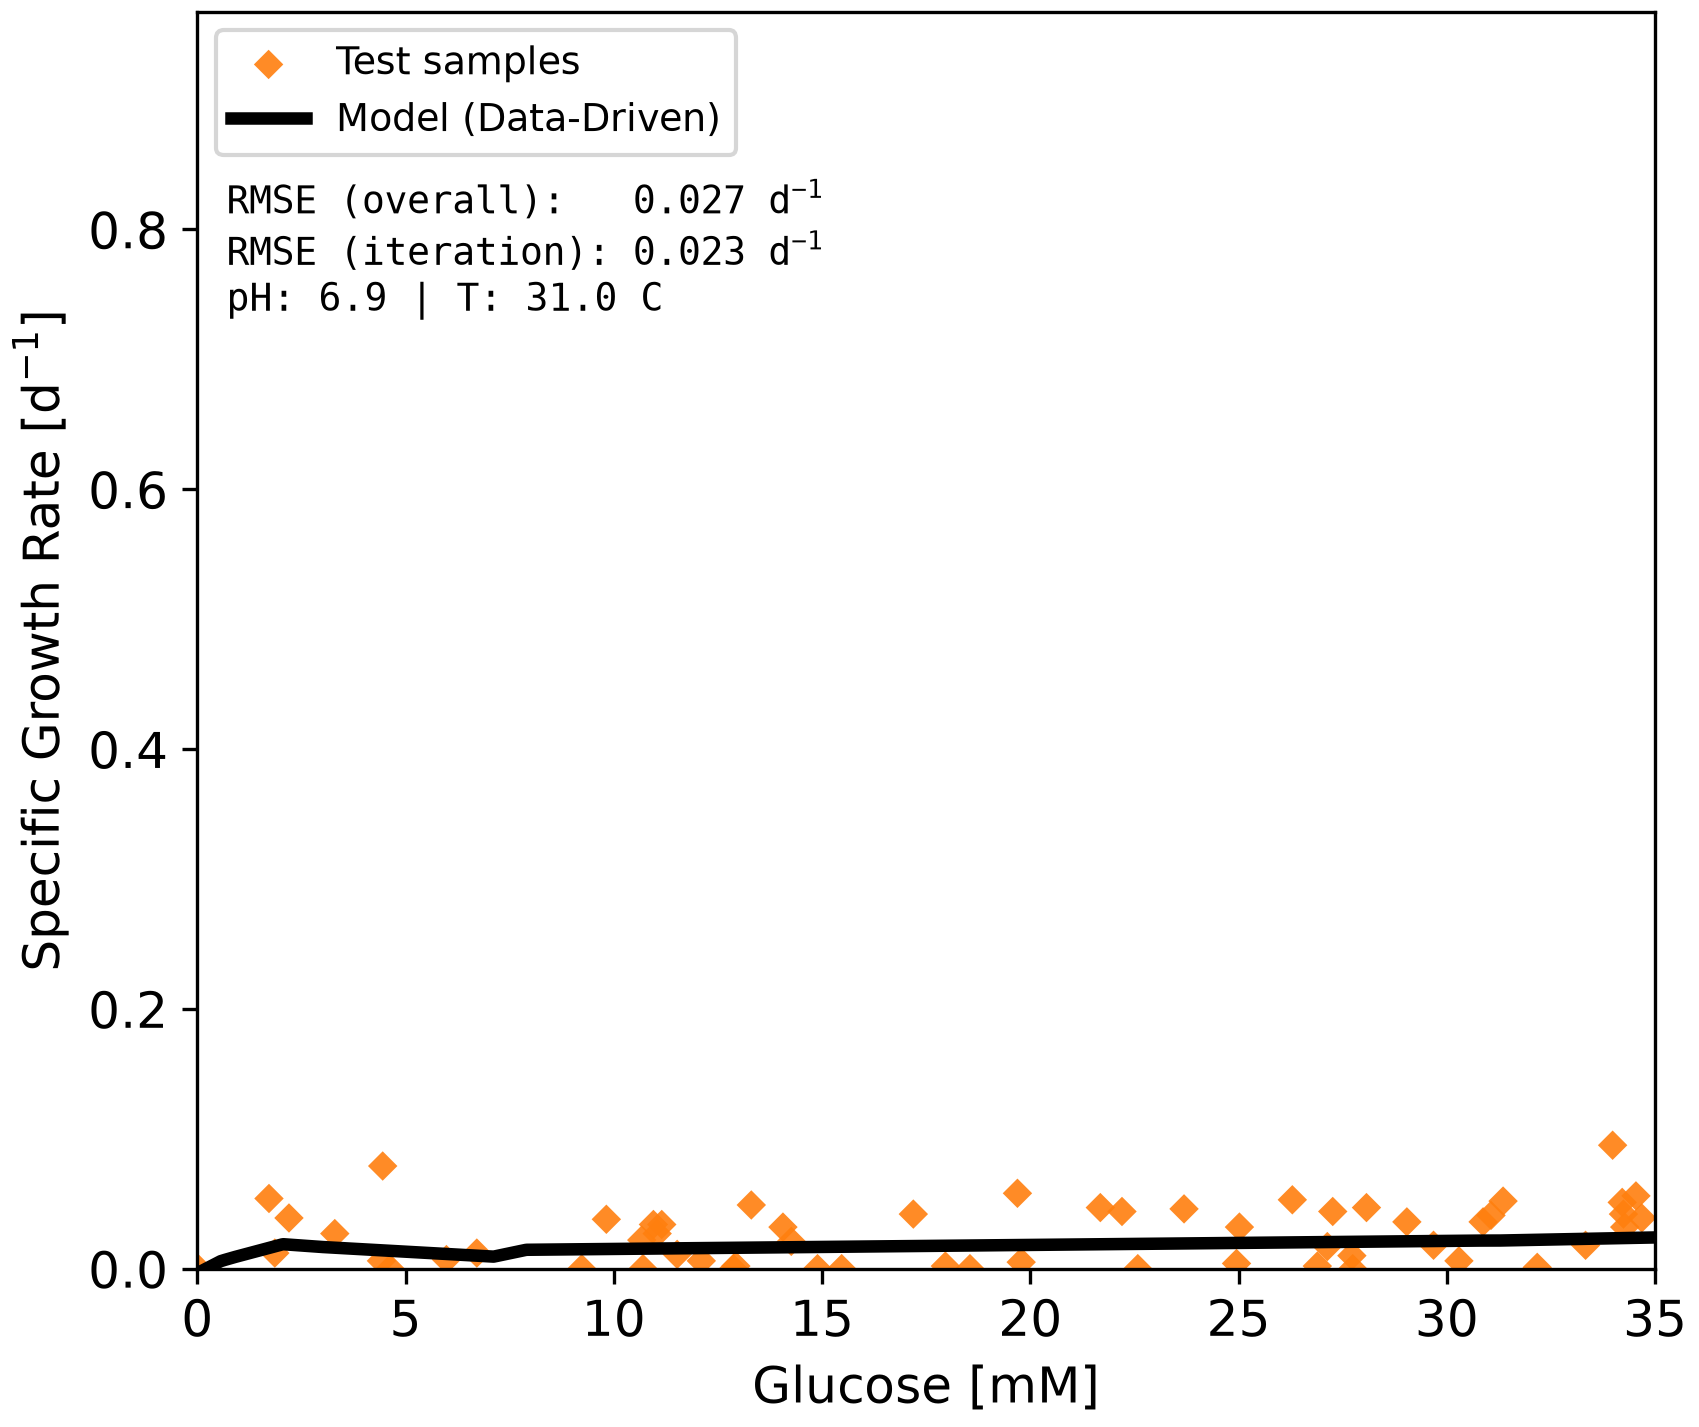 Test samples
Model (Data-Driven)
RMSE (overall):   0.027 d⁻¹
RMSE (iteration): 0.023 d⁻¹
pH: 6.9 | T: 31.0 C
Specific Growth Rate [d⁻¹]
0.8
0.6
0.4
0.2
0.0
0 5 10 15 20 25 30 35
Glucose [mM]